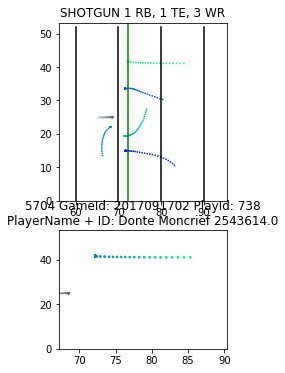 SHOTGUN 1 RB, 1 TE, 3 WR
50
40
30
20
10
0
60 70 80 90
5704 GameId: 2017091702 PlayId: 738
PlayerName + ID: Donte Moncrief 2543614.0
40
20
0
70 75 80 85 90